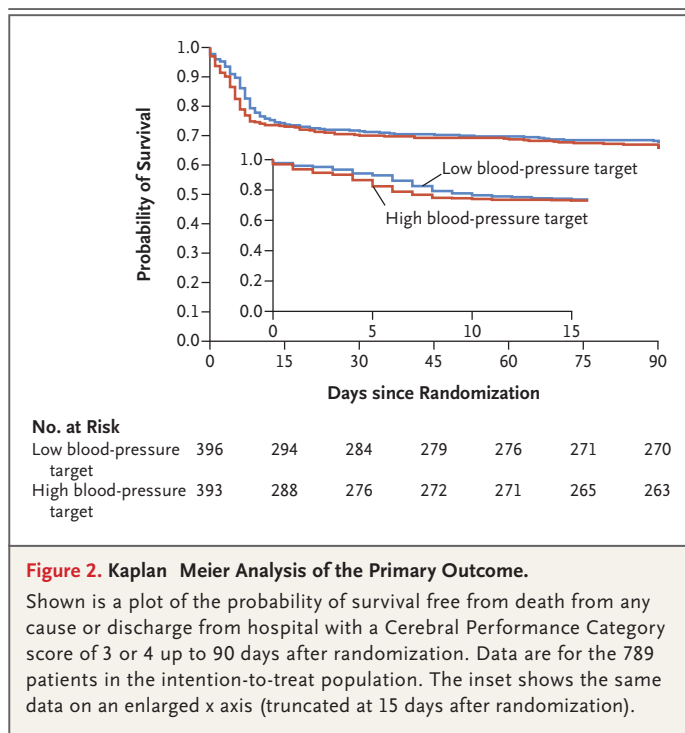 1.0
0.9
0.8
0.7
0.6
0.5
0.4
0.3
0.2
0.1
0.0
Probability of Survival
1.0
0.8
0.6
0.4
0.2
0.0
Low blood-pressure target
High blood-pressure target
0 5 10 15
0 15 30 45 60 75 90
Days since Randomization
No. at Risk
Low blood-pressure 396 294 284 279 276 271 270
target
High blood-pressure 393 288 276 272 271 265 263
target
Figure 2. Kaplan Meier Analysis of the Primary Outcome.
Shown is a plot of the probability of survival free from death from any
cause or discharge from hospital with a Cerebral Performance Category
score of 3 or 4 up to 90 days after randomization. Data are for the 789
patients in the intention-to-treat population. The inset shows the same
data on an enlarged x axis (truncated at 15 days after randomization).